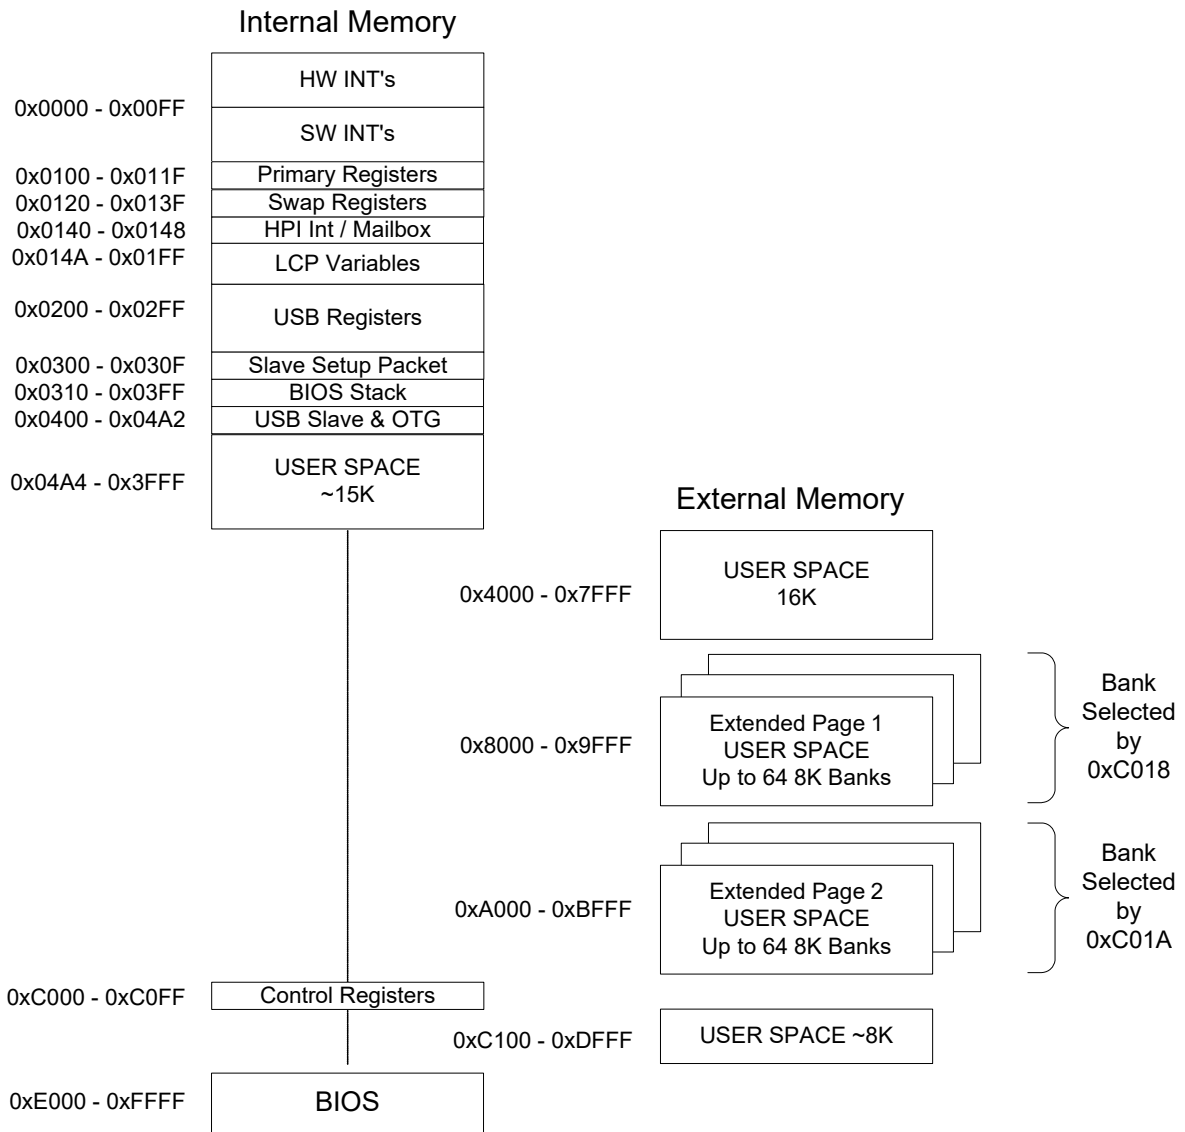 Internal Memory
HW INT's
0x0000 - 0x00FF
SW INT's
0x0100 - 0x011F
Primary Registers
0x0120 - 0x013F
Swap Registers
0x0140 - 0x0148
HPI Int / Mailbox
0x014A - 0x01FF
LCP Variables
0x0200 - 0x02FF
USB Registers
0x0300 - 0x030F
Slave Setup Packet
0x0310 - 0x03FF
BIOS Stack
0x0400 - 0x04A2
USB Slave & OTG
0x04A4 - 0x3FFF
USER SPACE
~15K
External Memory
0x4000 - 0x7FFF
USER SPACE
16K
0x8000 - 0x9FFF
Extended Page 1
USER SPACE
Up to 64 8K Banks
Bank
Selected
by
0xC018
0xA000 - 0xBFFF
Extended Page 2
USER SPACE
Up to 64 8K Banks
Bank
Selected
by
0xC01A
0xC000 - 0xC0FF
Control Registers
0xC100 - 0xDFFF
USER SPACE ~8K
0xE000 - 0xFFFF
BIOS